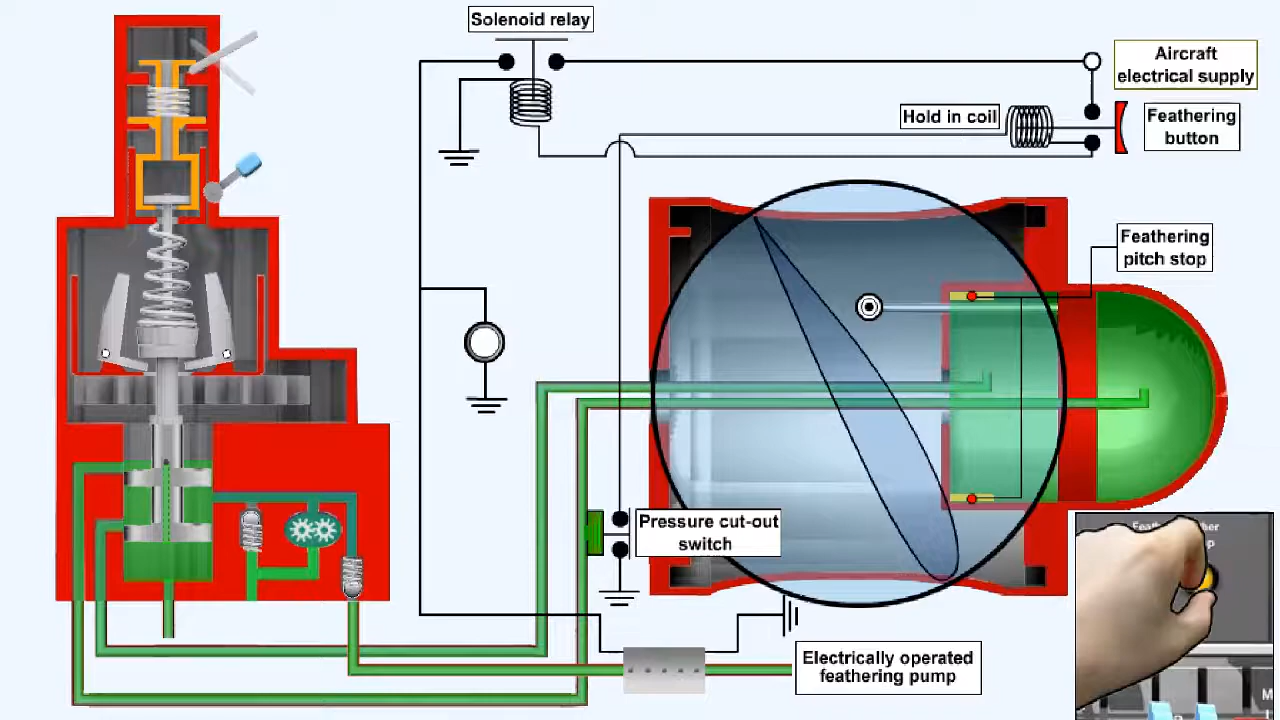 Solenoid relay
Aircraft
electrical supply
Hold in coil
Feathering
button
Feathering
pitch stop
Pressure cut-out
switch
Electrically operated
feathering pump